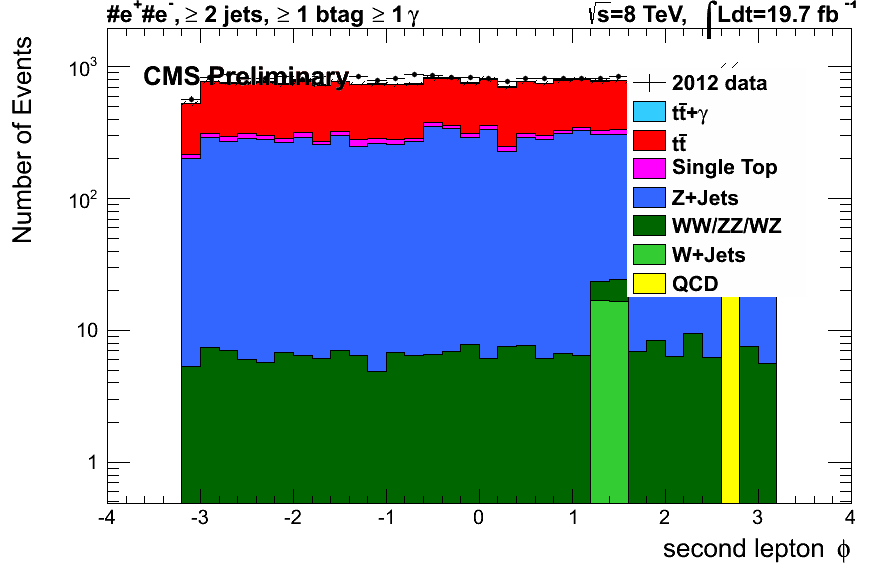 #e⁺#e⁻, ≥ 2 jets, ≥ 1 btag ≥ 1 γ
√s=8 TeV, ∫Ldt=19.7 fb⁻¹
CMS Preliminary
Number of Events
10³
10²
10
1
2012 data
tt̄+γ
tt̄
Single Top
Z+Jets
WW/ZZ/WZ
W+Jets
QCD
-4 -3 -2 -1 0 1 2 3 4
second lepton ϕ